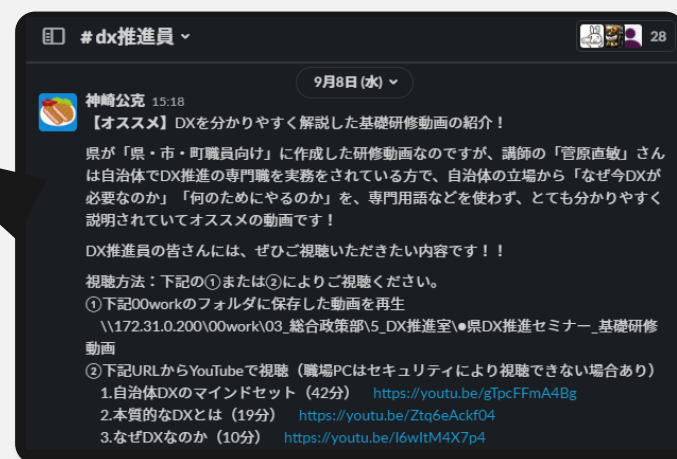 # dx推進員
28
9月8日 (水)
神崎公克 15:18
【オススメ】DXを分かりやすく解説した基礎研修動画の紹介！
県が「県・市・町職員向け」に作成した研修動画なのですが、講師の「菅原直敏」さん
は自治体でDX推進の専門職を実務をされている方で、自治体の立場から「なぜ今DXが
必要なのか」「何のためにやるのか」を、専門用語などを使わず、とても分かりやすく
説明されていてオススメの動画です！
DX推進員の皆さんには、ぜひご視聴いただきたい内容です！！
視聴方法：下記の①または②によりご視聴ください。
①下記00workのフォルダに保存した動画を再生
\\172.31.0.200\00work\03_総合政策部\5_DX推進室\●県DX推進セミナー_基礎研修
動画
②下記URLからYouTubeで視聴（職場PCはセキュリティにより視聴できない場合あり）
1.自治体DXのマインドセット（42分） https://youtu.be/gTpcFFmA4Bg
2.本質的なDXとは（19分） https://youtu.be/Ztq6eAckf04
3.なぜDXなのか（10分） https://youtu.be/I6wItM4X7p4